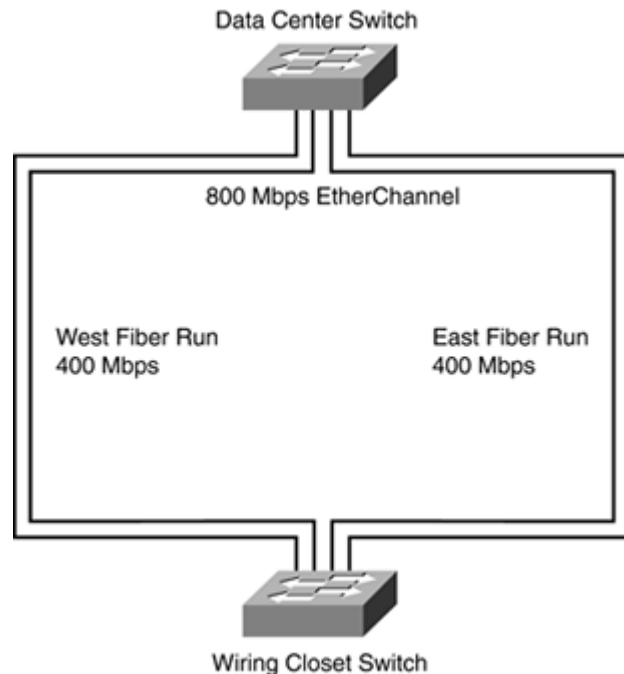 Data Center Switch
800 Mbps EtherChannel
West Fiber Run
400 Mbps
East Fiber Run
400 Mbps
Wiring Closet Switch